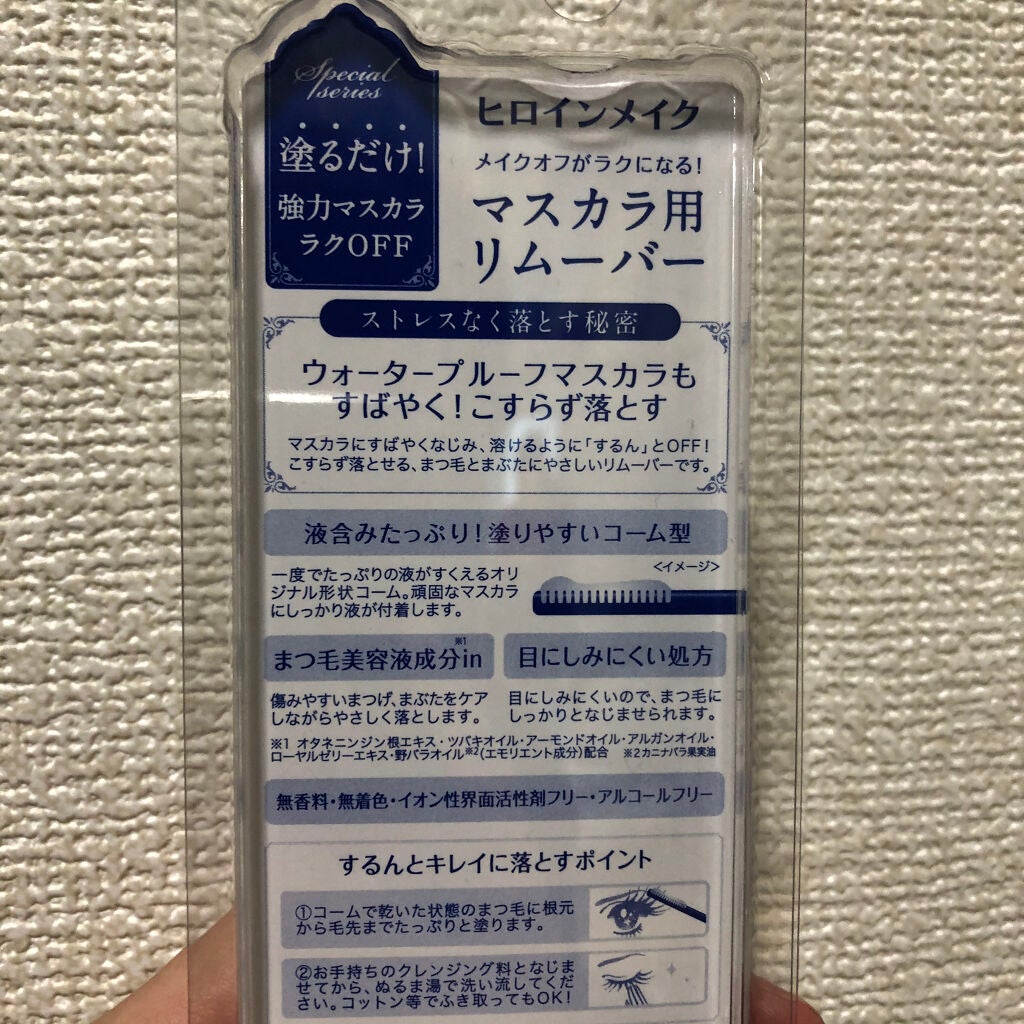 Special series
塗るだけ!
強力マスカラ
ラクOFF
ヒロインメイク
メイクオフがラクになる!
マスカラ用
リムーバー
ストレスなく落とす秘密
ウォータープルーフマスカラも
すばやく!こすらず落とす
マスカラにすばやくなじみ、溶けるように「するん」とOFF!
こすらず落とせる、まつ毛とまぶたにやさしいリムーバーです。
液含みたっぷり!塗りやすいコーム型
一度でたっぷりの液がすくえるオリ
ジナル形状コーム。頑固なマスカラ
にしっかり液が付着します。
<イメージ>
まつ毛美容液成分in※1
傷みやすいまつげ、まぶたをケア
しながらやさしく落とします。
目にしみにくい処方
目にしみにくいので、まつ毛に
しっかりとなじませられます。
※1 オタネニンジン根エキス・ツバキオイル・アーモンドオイル・アルガンオイル・
ローヤルゼリーエキス・野バラオイル※2(エモリエント成分)配合 ※2カニナバラ果実油
無香料・無着色・イオン性界面活性剤フリー・アルコールフリー
するんとキレイに落とすポイント
①コームで乾いた状態のまつ毛に根元
から毛先までたっぷりと塗ります。
②お手持ちのクレンジング料となじま
せてから、ぬるま湯で洗い流してくだ
さい。コットン等でふき取ってもOK!